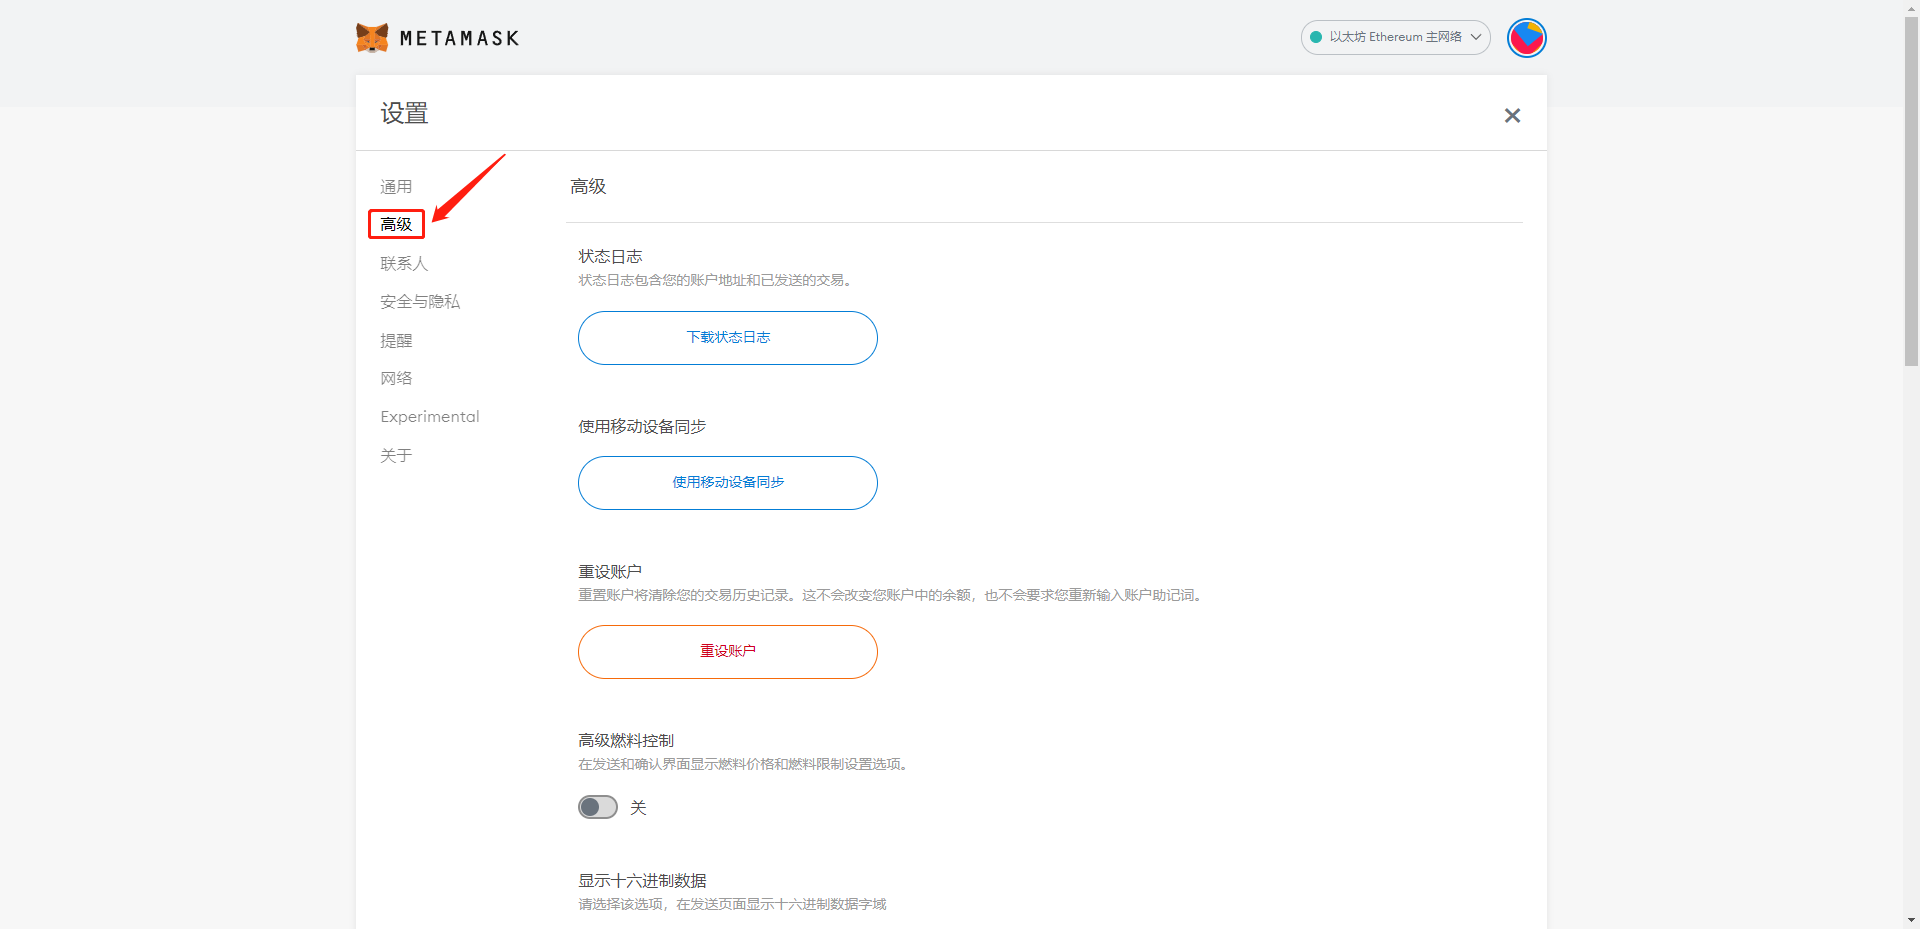 METAMASK
以太坊 Ethereum 主网络
设置
通用
高级
联系人
安全与隐私
提醒
网络
Experimental
关于
高级
状态日志
状态日志包含您的账户地址和已发送的交易。
下载状态日志
使用移动设备同步
使用移动设备同步
重设账户
重置账户将清除您的交易历史记录。这不会改变您账户中的余额，也不会要求您重新输入账户助记词。
重设账户
高级燃料控制
在发送和确认界面显示燃料价格和燃料限制设置选项。
关
显示十六进制数据
请选择该选项，在发送页面显示十六进制数据字域